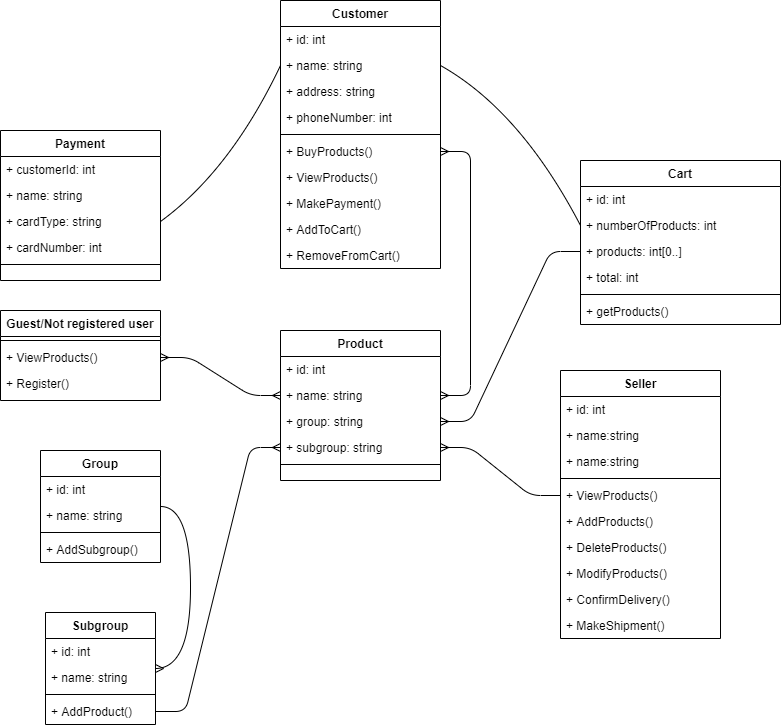 Customer
+ id: int
+ name: string
+ address: string
+ phoneNumber: int
+ BuyProducts()
+ ViewProducts()
+ MakePayment()
+ AddToCart()
+ RemoveFromCart()
Payment
+ customerId: int
+ name: string
+ cardType: string
+ cardNumber: int
Cart
+ id: int
+ numberOfProducts: int
+ products: int[0..]
+ total: int
+ getProducts()
Guest/Not registered user
+ ViewProducts()
+ Register()
Product
+ id: int
+ name: string
+ group: string
+ subgroup: string
Seller
+ id: int
+ name:string
+ name:string
+ ViewProducts()
+ AddProducts()
+ DeleteProducts()
+ ModifyProducts()
+ ConfirmDelivery()
+ MakeShipment()
Group
+ id: int
+ name: string
+ AddSubgroup()
Subgroup
+ id: int
+ name: string
+ AddProduct()